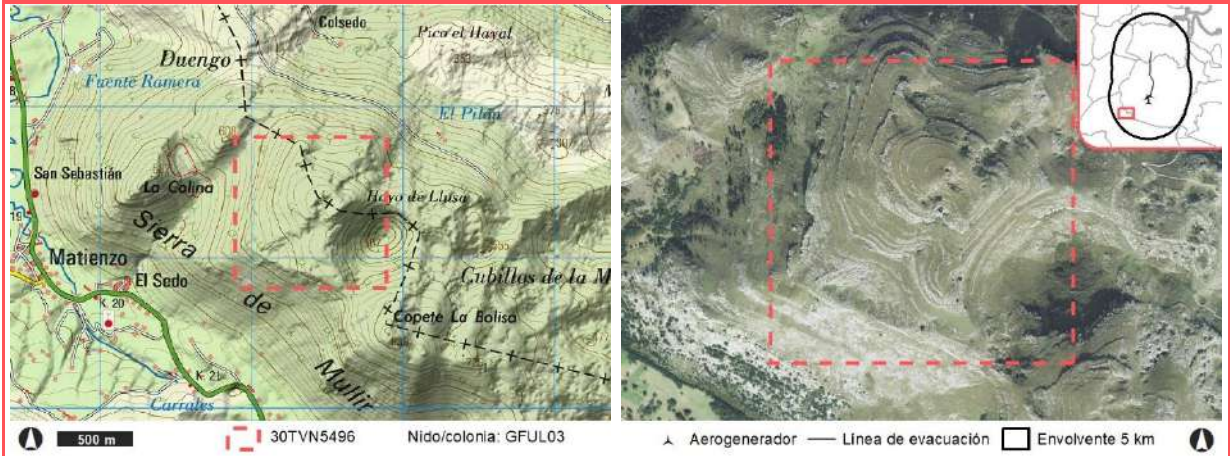 Colsedo
Duengo
Pico el Hayal
Fuente Ramera
El Pilán
600
San Sebastián
La Colina
Hoyo de Llusa
Sierra
Matienzo
El Sedo
Cubillas de la M
de
K 20
Copete La Bolisa
K 21
Mullir
Carrales
500 m
30TVN5496
Nido/colonia: GFUL03
Aerogenerador
Línea de evacuación
Envolvente 5 km